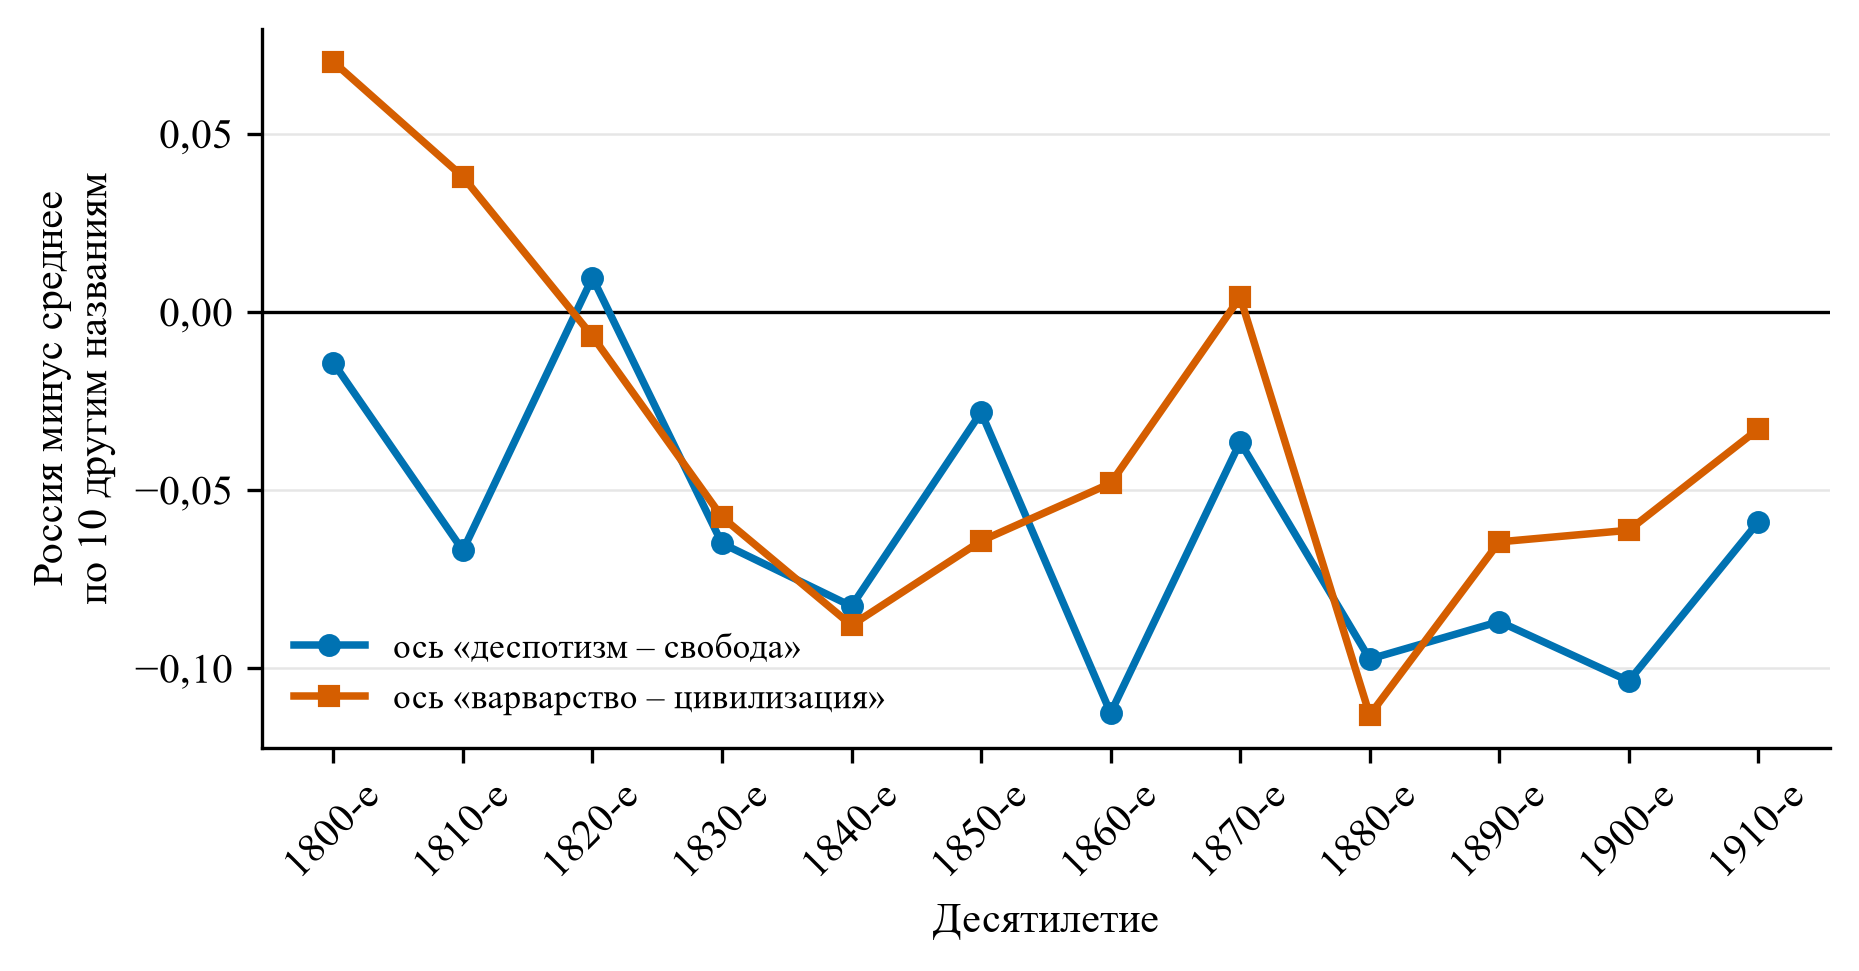 Россия минус среднее
по 10 другим названиям
0,05
0,00
−0,05
−0,10
ось «деспотизм – свобода»
ось «варварство – цивилизация»
1800-е
1810-е
1820-е
1830-е
1840-е
1850-е
1860-е
1870-е
1880-е
1890-е
1900-е
1910-е
Десятилетие